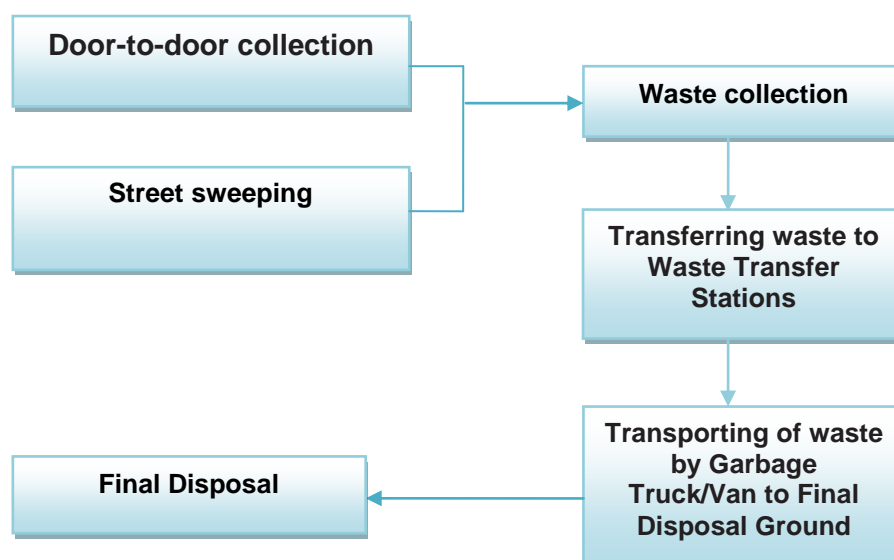 Door-to-door collection
Street sweeping
Waste collection
Transferring waste to
Waste Transfer
Stations
Transporting of waste
by Garbage
Truck/Van to Final
Disposal Ground
Final Disposal